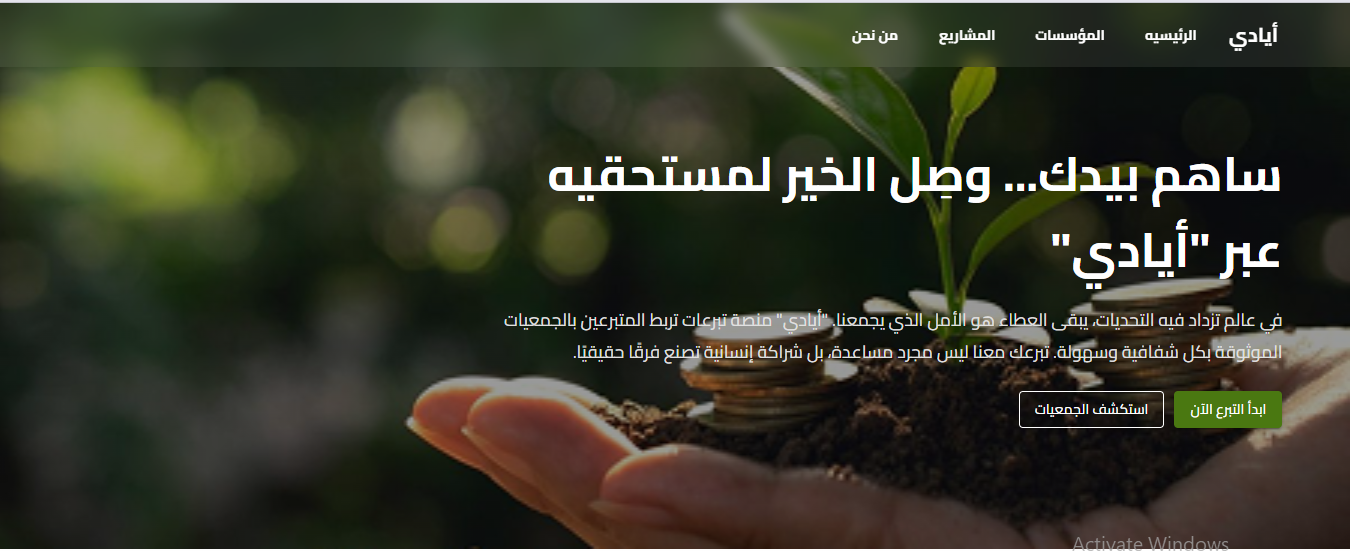 أيادي
الرئيسيه
المؤسسات
المشاريع
من نحن
ساهم بيدك... وصِل الخير لمستحقيه
عبر "أيادي"
في عالم تزداد فيه التحديات، يبقى العطاء هو الأمل الذي يجمعنا. "أيادي" منصة تبرعات تربط المتبرعين بالجمعيات
الموثوقة بكل شفافية وسهولة. تبرعك معنا ليس مجرد مساعدة، بل شراكة إنسانية تصنع فرقًا حقيقيًا.
ابدأ التبرع الآن
استكشف الجمعيات
Activate Windows